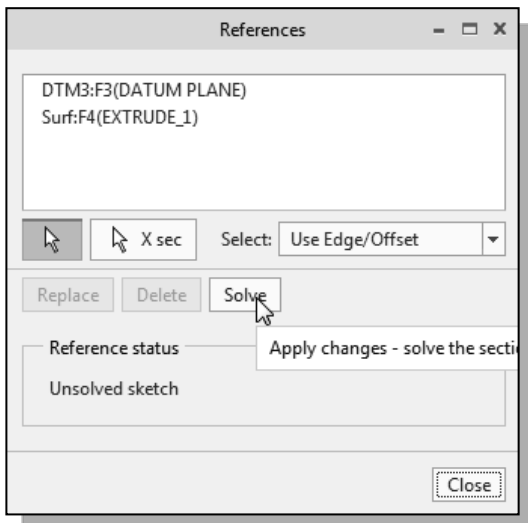 References
DTM3:F3(DATUM PLANE)
Surf:F4(EXTRUDE_1)
X sec Select: Use Edge/Offset
Replace Delete Solve
Reference status
Apply changes - solve the
Unsolved sketch
Close